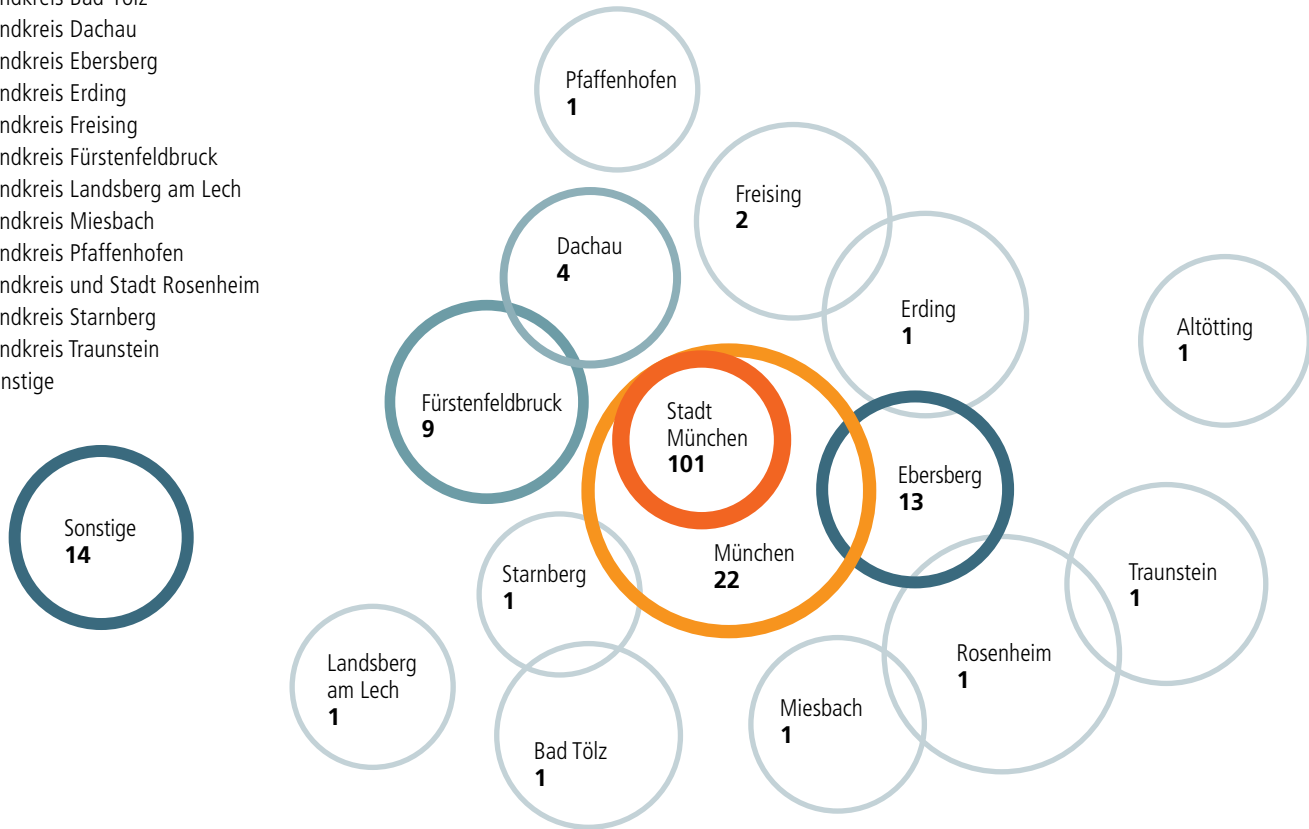 ndkreis Bad Tölz
ndkreis Dachau
ndkreis Ebersberg
ndkreis Erding
ndkreis Freising
ndkreis Fürstenfeldbruck
ndkreis Landsberg am Lech
ndkreis Miesbach
ndkreis Pfaffenhofen
ndkreis und Stadt Rosenheim
ndkreis Starnberg
ndkreis Traunstein
nstige
Pfaffenhofen
1
Freising
2
Dachau
4
Erding
1
Altötting
1
Fürstenfeldbruck
9
Stadt
München
101
Ebersberg
13
Sonstige
14
München
22
Starnberg
1
Traunstein
1
Landsberg
am Lech
1
Rosenheim
1
Miesbach
1
Bad Tölz
1